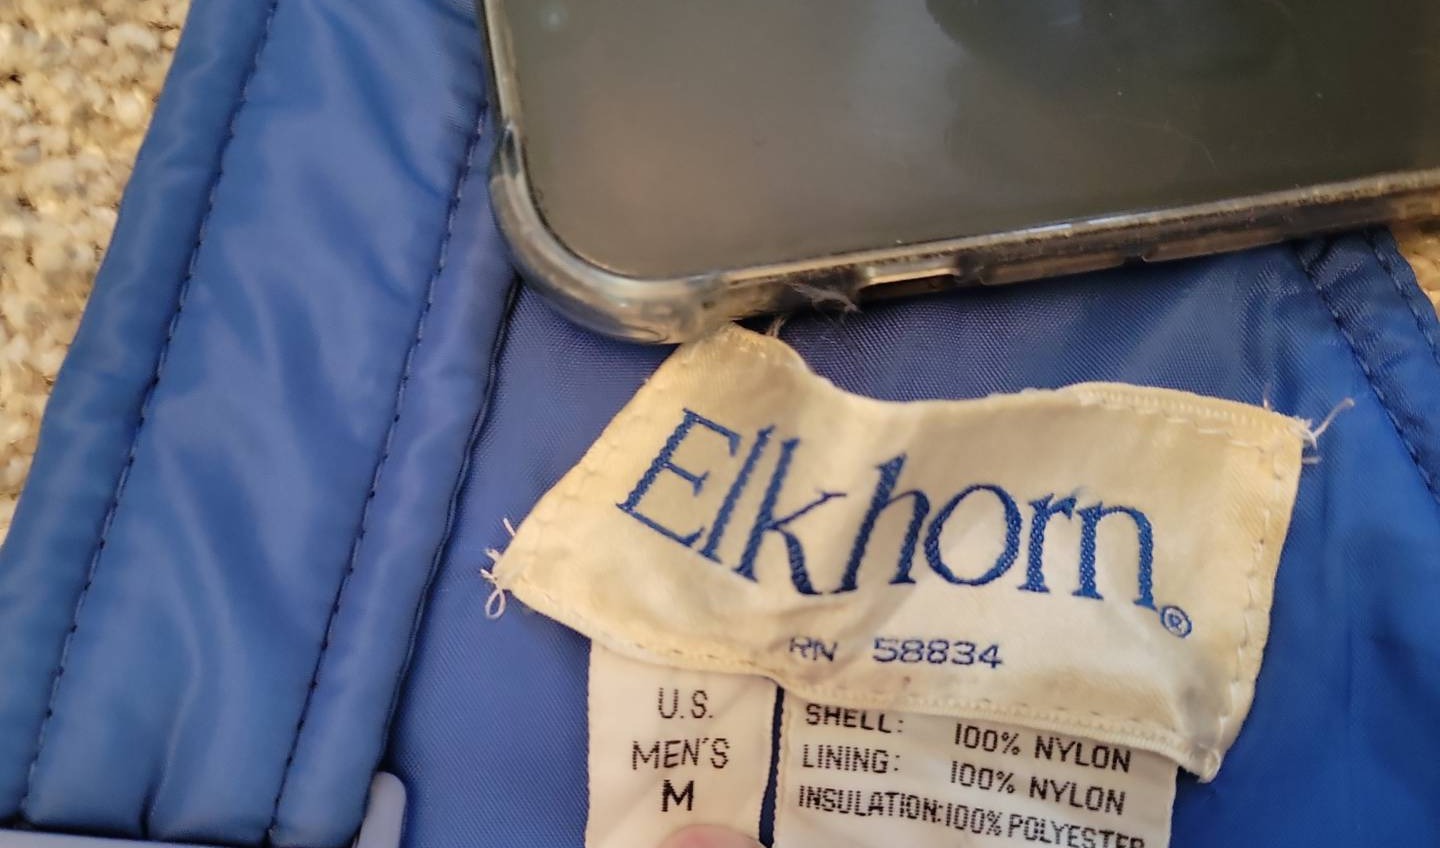 Elkhorn®
RN 58834
U.S.
MEN'S
M
SHELL: 100% NYLON
LINING: 100% NYLON
INSULATION: 100% POLYESTER